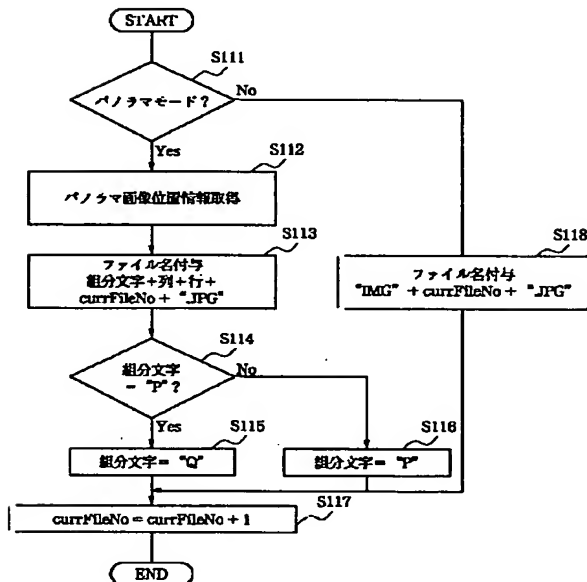 START
S111
パノラマモード？
No
Yes
S112
パノラマ画像位置情報取得
S113
ファイル名付与
組分文字+列+行+
currFileNo + "JPG"
S118
ファイル名付与
"IMG" + currFileNo + "JPG"
S114
組分文字
= "P"？
No
Yes
S115
組分文字= "Q"
S116
組分文字= "P"
S117
currFileNo = currFileNo + 1
END